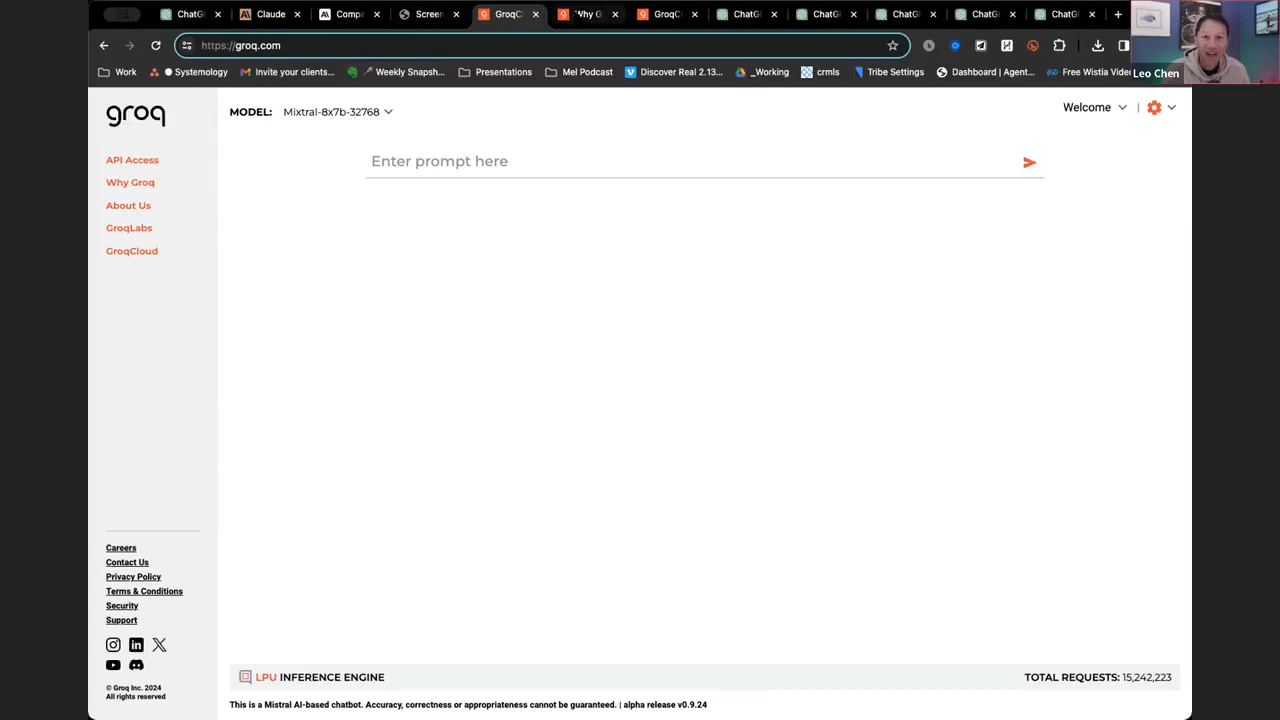 ChatG
Claude
Comp
Screen
GroqC
Why G
GroqC
ChatG
ChatG
ChatG
ChatG
ChatG
https://groq.com
Work
Systemology
Invite your clients...
Weekly Snapsh...
Presentations
Mel Podcast
Discover Real 2.13...
_Working
crmls
Tribe Settings
Dashboard | Agent...
Free Wistia Video
Leo Chen
groq
MODEL: Mixtral-8x7b-32768
Welcome
Enter prompt here
API Access
Why Groq
About Us
GroqLabs
GroqCloud
Careers
Contact Us
Privacy Policy
Terms & Conditions
Security
Support
© Groq Inc. 2024
All rights reserved
LPU INFERENCE ENGINE
TOTAL REQUESTS: 15,242,223
This is a Mistral AI-based chatbot. Accuracy, correctness or appropriateness cannot be guaranteed. | alpha release v0.9.24